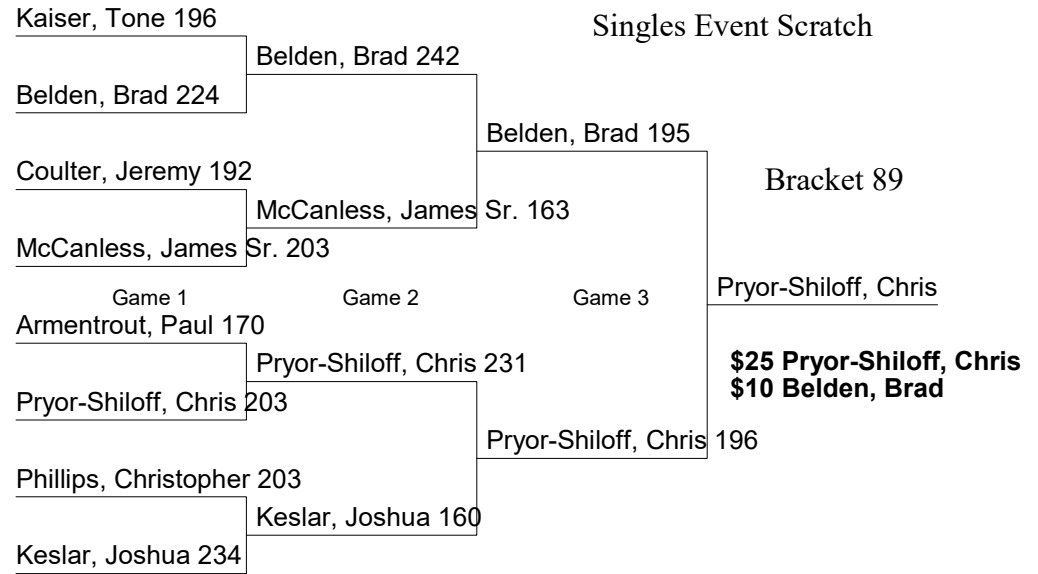 Kaiser, Tone 196
Singles Event Scratch
Belden, Brad 242
Belden, Brad 224
Belden, Brad 195
Coulter, Jeremy 192
Bracket 89
McCanless, James Sr. 163
McCanless, James Sr. 203
Game 1
Game 2
Game 3
Pryor-Shiloff, Chris
Armentrout, Paul 170
Pryor-Shiloff, Chris 231
$25 Pryor-Shiloff, Chris
$10 Belden, Brad
Pryor-Shiloff, Chris 203
Pryor-Shiloff, Chris 196
Phillips, Christopher 203
Keslar, Joshua 160
Keslar, Joshua 234